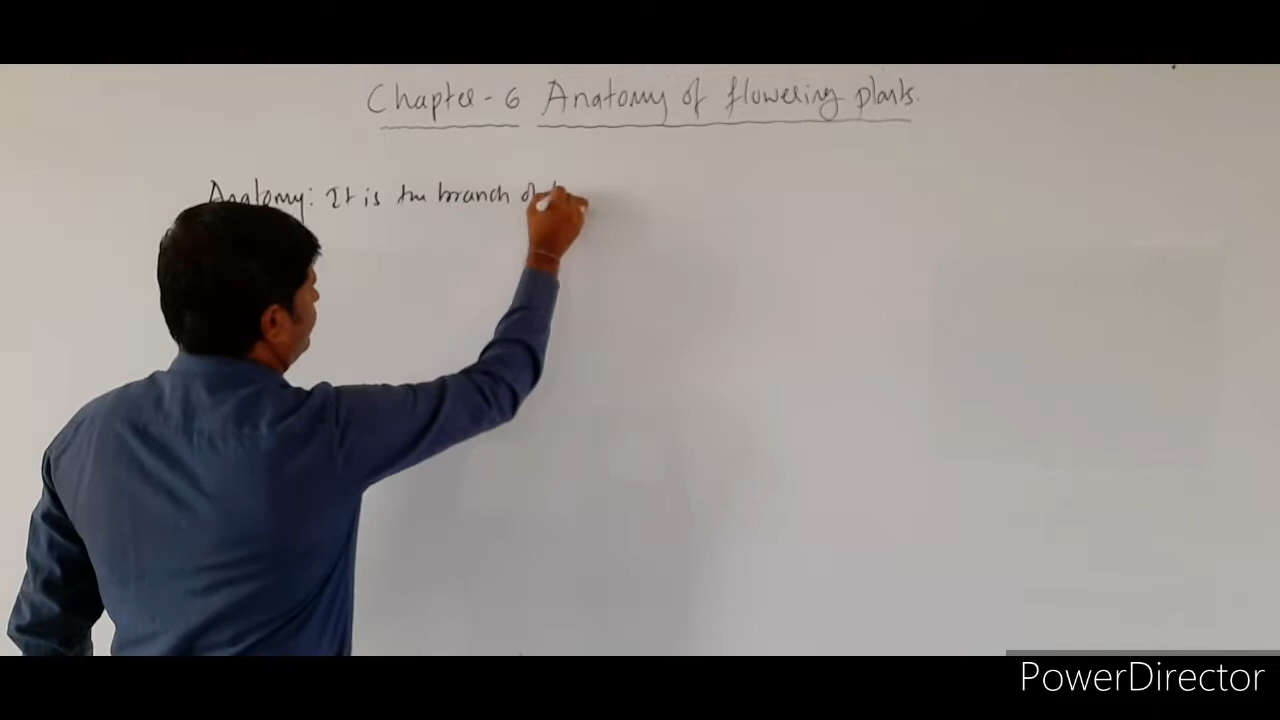 Chapter - 6 Anatomy of flowering plants.
Anatomy: It is the branch of
PowerDirector